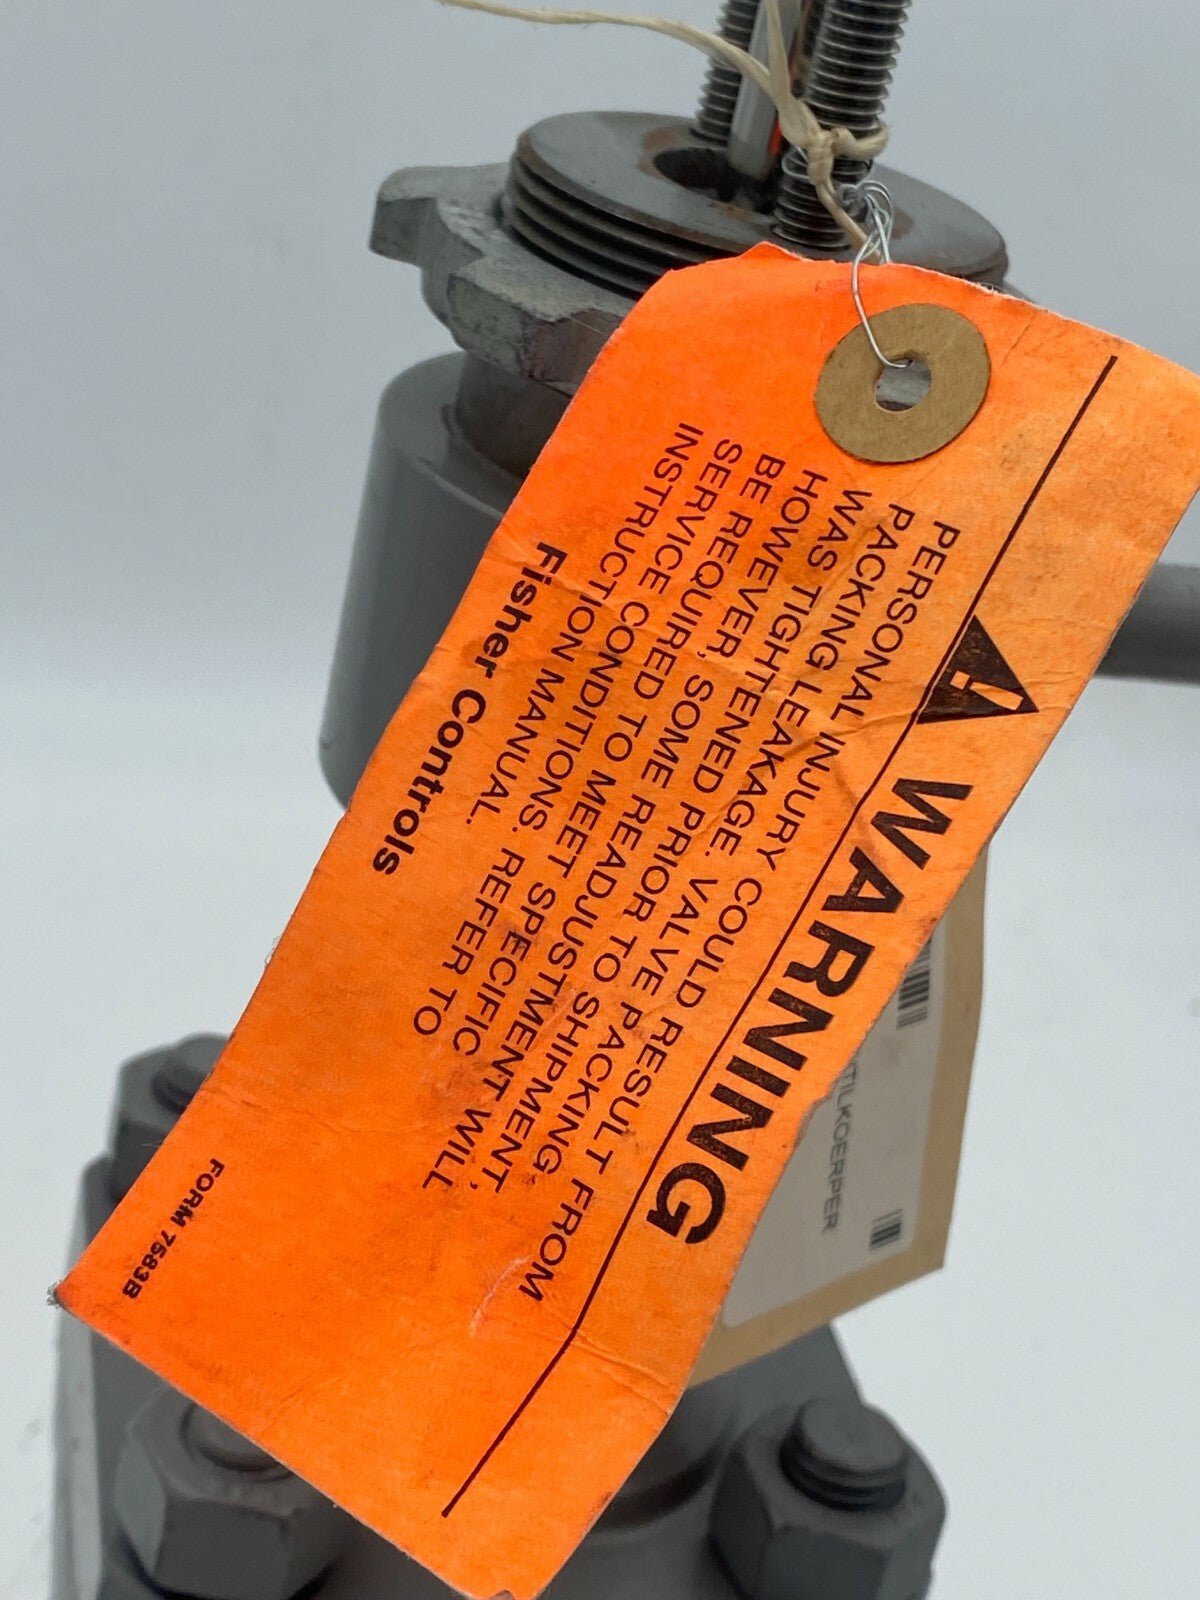 WARNING
PERSONAL INJURY COULD RESULT FROM
PACKING LEAKAGE. VALVE PACKING
WAS TIGHTENED PRIOR TO SHIPMENT,
HOWEVER, SOME READJUSTMENT WILL
BE REQUIRED TO MEET SPECIFIC
SERVICE CONDITIONS. REFER TO
INSTRUCTION MANUAL.
Fisher Controls
FORM 7583B
TILKOERPER